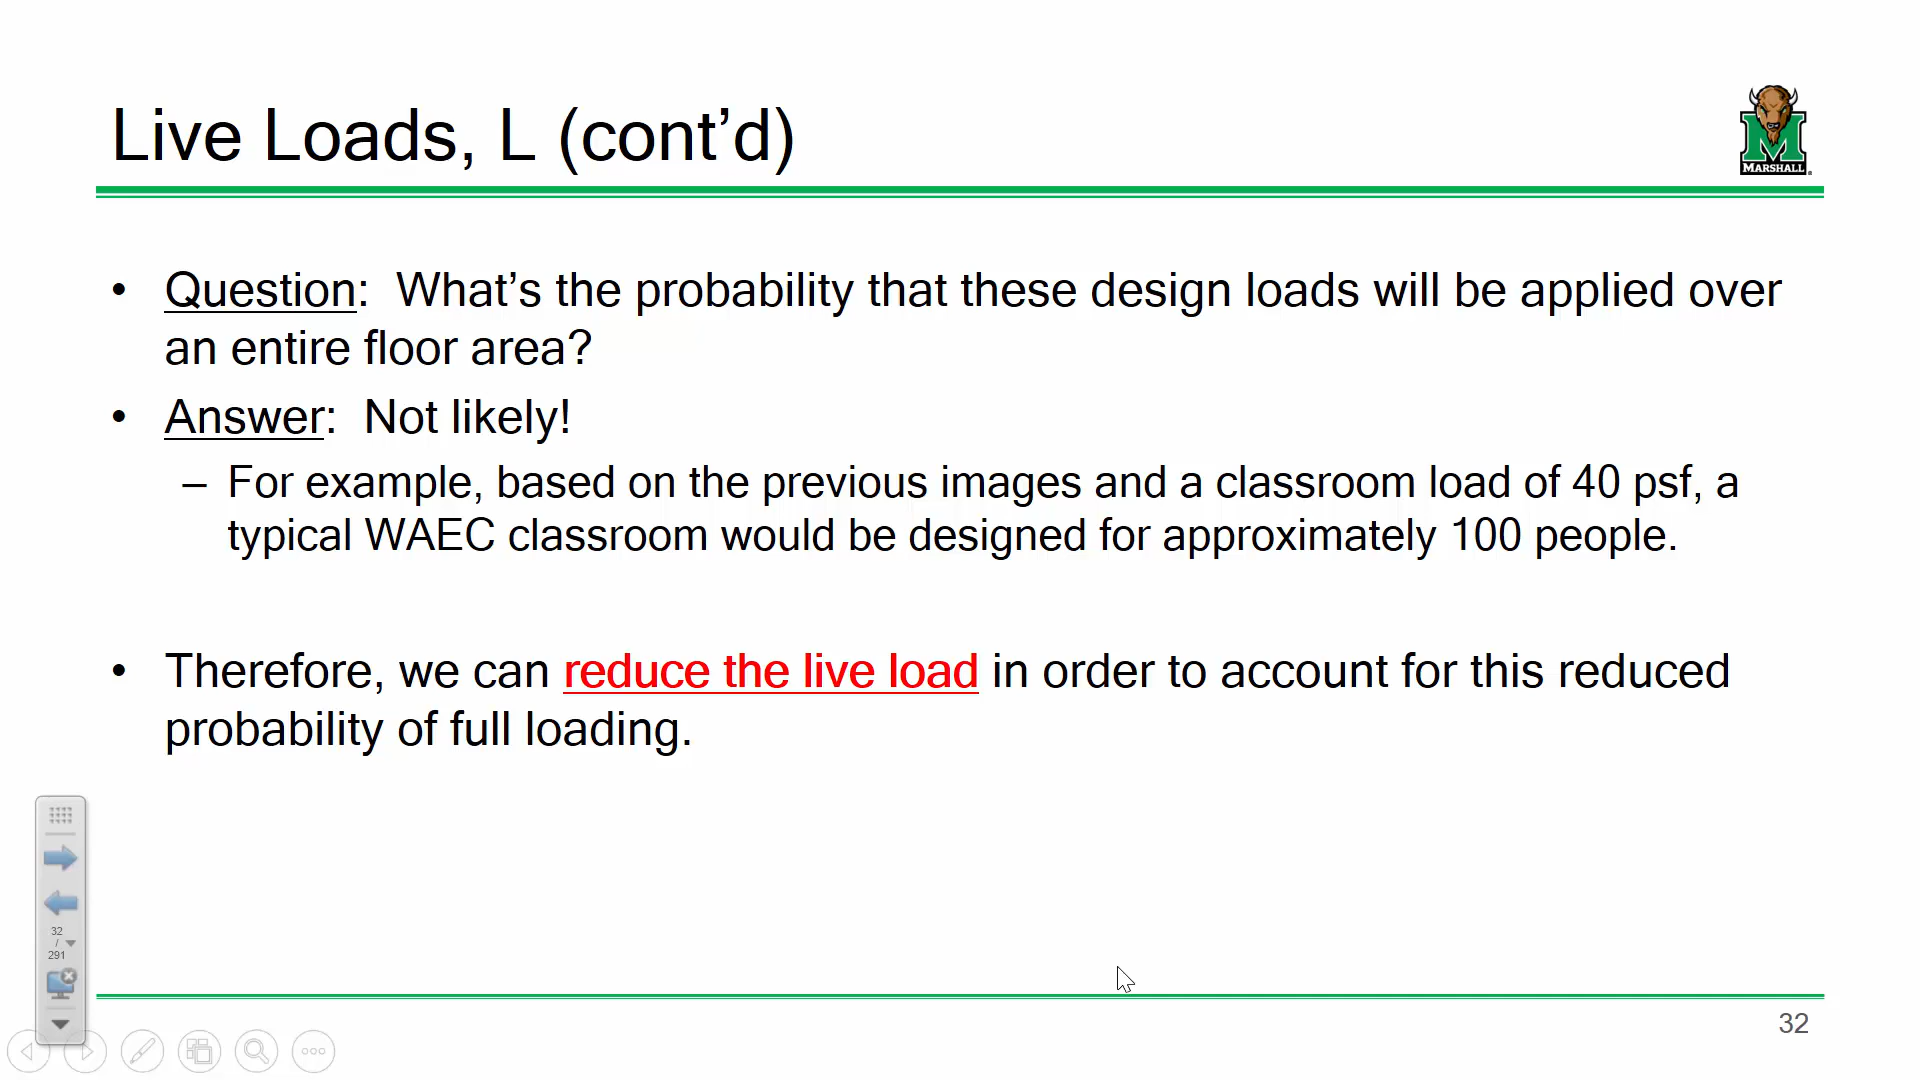 Live Loads, L (cont’d)
MARSHALL
• Question: What’s the probability that these design loads will be applied over
an entire floor area?
• Answer: Not likely!
– For example, based on the previous images and a classroom load of 40 psf, a
typical WAEC classroom would be designed for approximately 100 people.
• Therefore, we can reduce the live load in order to account for this reduced
probability of full loading.
32
/
291
32